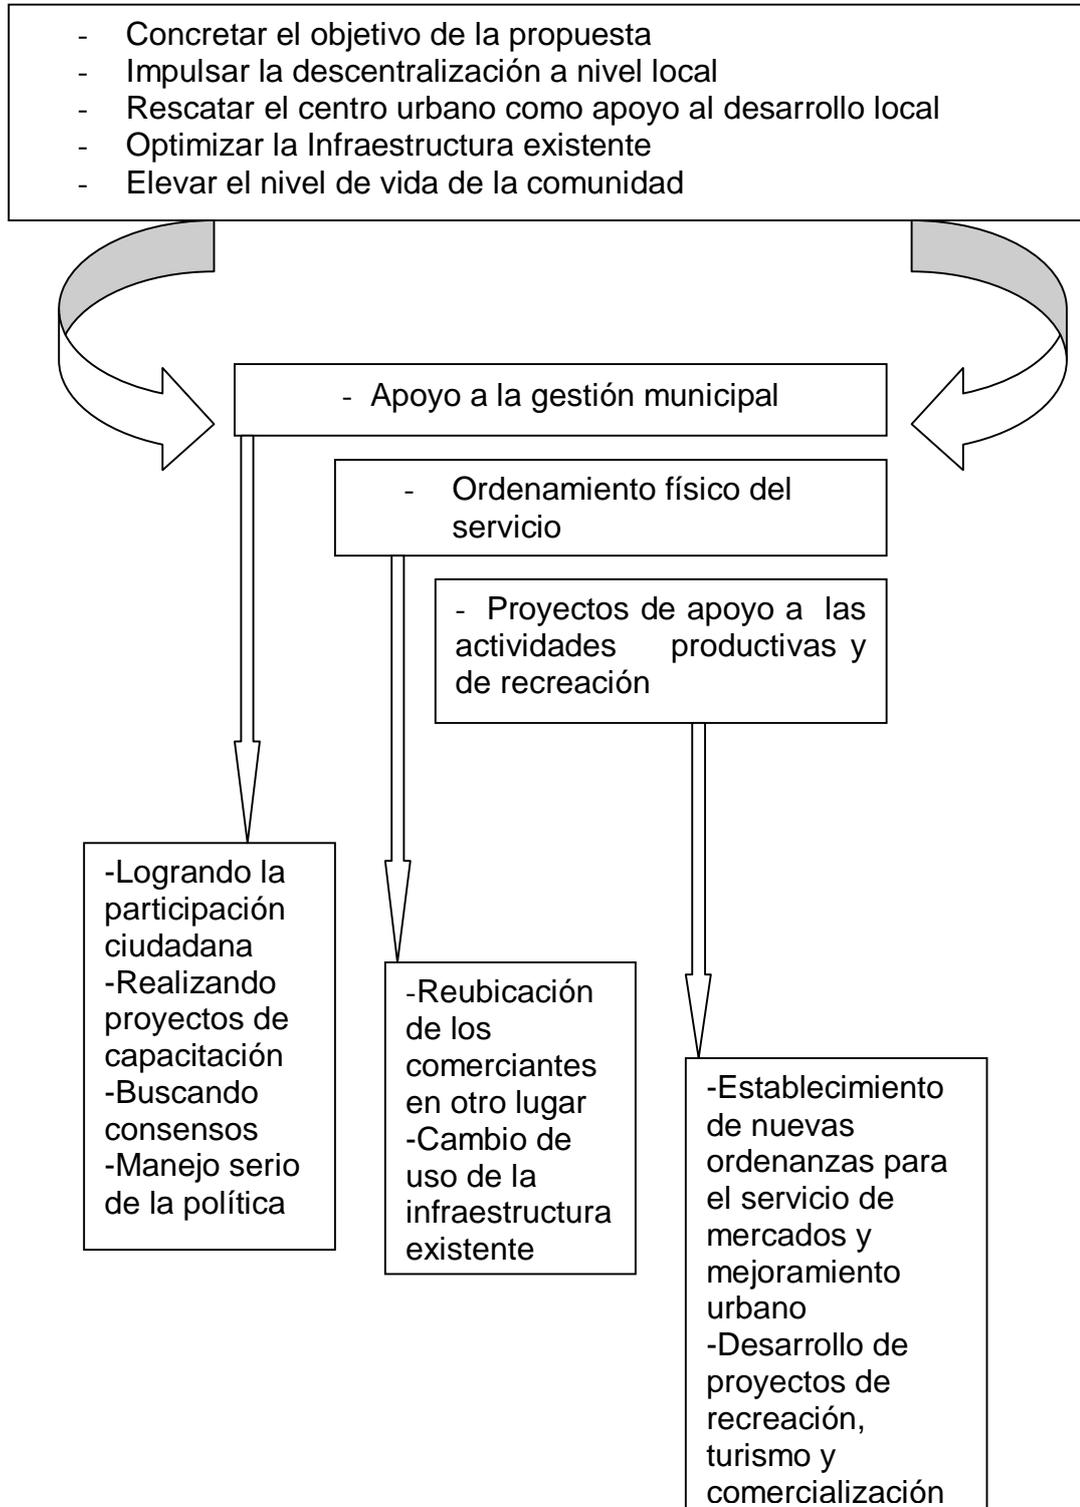 - Concretar el objetivo de la propuesta
- Impulsar la descentralización a nivel local
- Rescatar el centro urbano como apoyo al desarrollo local
- Optimizar la Infraestructura existente
- Elevar el nivel de vida de la comunidad
- Apoyo a la gestión municipal
- Ordenamiento físico del
servicio
- Proyectos de apoyo a las
actividades productivas y
de recreación
-Logrando la
participación
ciudadana
-Realizando
proyectos de
capacitación
-Buscando
consensos
-Manejo serio
de la política
-Reubicación
de los
comerciantes
en otro lugar
-Cambio de
uso de la
infraestructura
existente
-Establecimiento
de nuevas
ordenanzas para
el servicio de
mercados y
mejoramiento
urbano
-Desarrollo de
proyectos de
recreación,
turismo y
comercialización